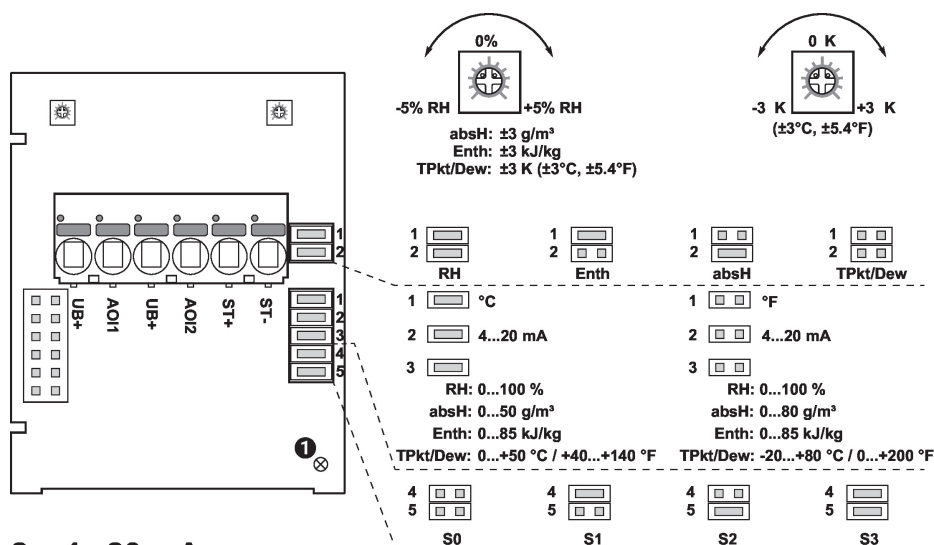 0%
-5% RH
+5% RH
absH: ±3 g/m³
Enth: ±3 kJ/kg
TPkt/Dew: ±3 K (±3°C, ±5.4°F)
0 K
-3 K
+3 K
(±3°C, ±5.4°F)
1
2
UB+
AOI1
UB+
AOI2
ST+
ST-
1
2
3
4
5
1
1
2
RH
1
2
Enth
1
2
absH
1
2
TPkt/Dew
1 °C
2 4...20 mA
3
RH: 0...100 %
absH: 0...50 g/m³
Enth: 0...85 kJ/kg
TPkt/Dew: 0...+50 °C / +40...+140 °F
1 °F
2 4...20 mA
3
RH: 0...100 %
absH: 0...80 g/m³
Enth: 0...85 kJ/kg
TPkt/Dew: -20...+80 °C / 0...+200 °F
4
5
S0
4
5
S1
4
5
S2
4
5
S3